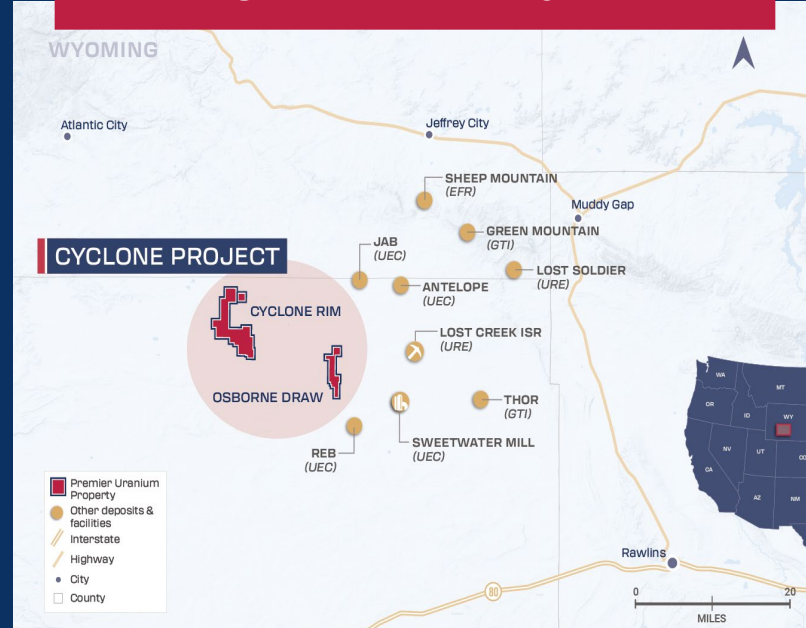 WYOMING
Atlantic City
Jeffrey City
SHEEP MOUNTAIN
(EFR)
Muddy Gap
GREEN MOUNTAIN
(GTI)
JAB
(UEC)
CYCLONE PROJECT
LOST SOLDIER
(URE)
ANTELOPE
(UEC)
CYCLONE RIM
LOST CREEK ISR
(URE)
OSBORNE DRAW
THOR
(GTI)
SWEETWATER MILL
(UEC)
REB
(UEC)
WA
MT
OR
ID
WY
NV
UT
CO
CA
AZ
NM
Premier Uranium
Property
Other deposits &
facilities
Interstate
Highway
City
County
Rawlins
80
0
20
MILES